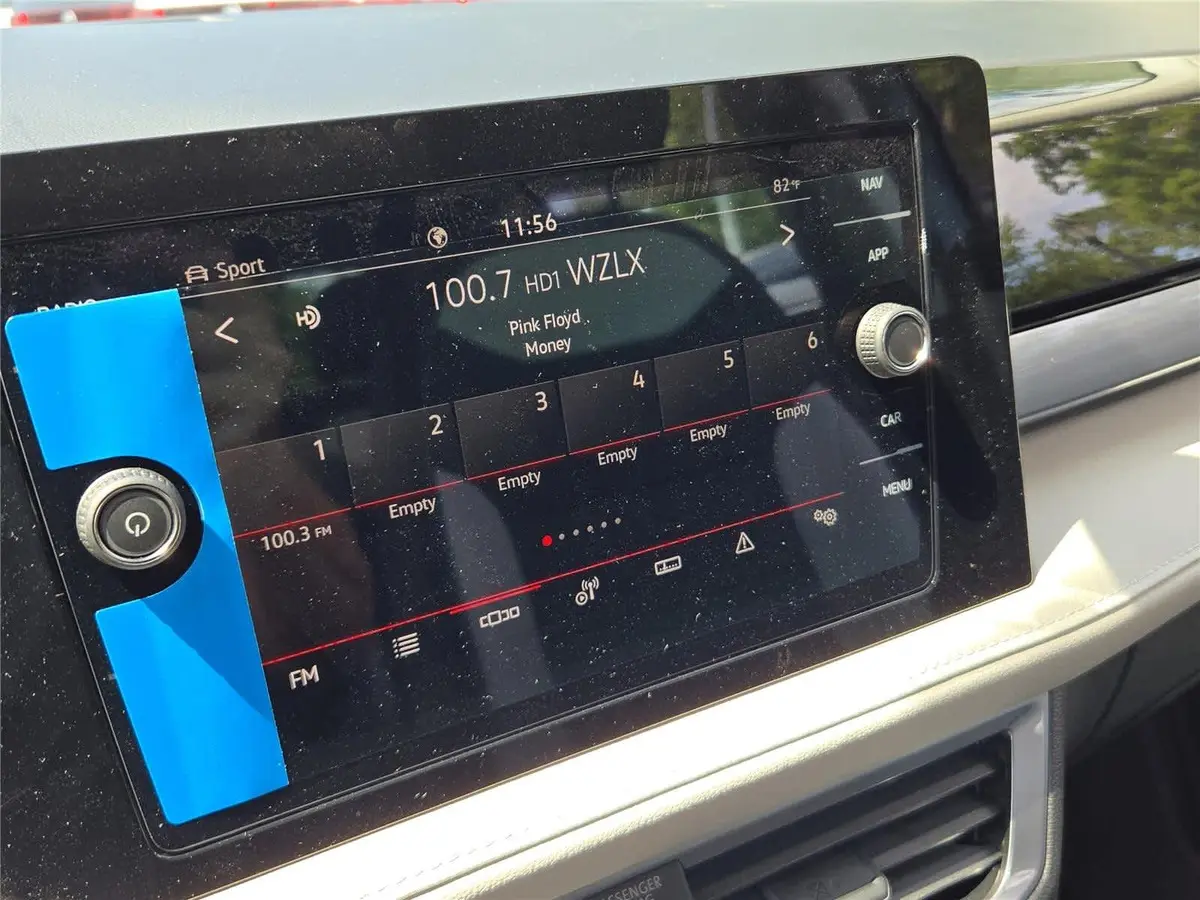 82°F
11:56
Sport
NAV
APP
HD
100.7 HD1 WZLX
Pink Floyd
Money
1
2
3
4
5
6
100.3 FM
Empty
Empty
Empty
Empty
Empty
CAR
MENU
FM